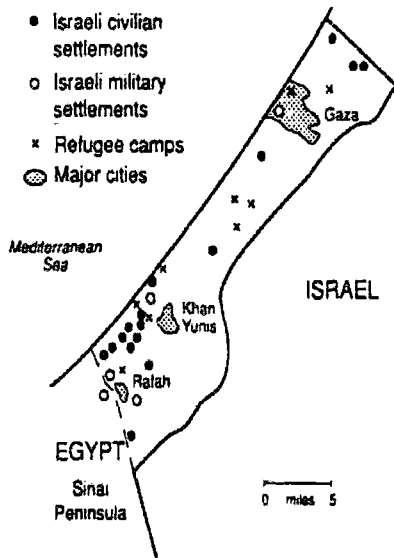 Israeli civilian
settlements
Israeli military
settlements
Refugee camps
Major cities
Gaza
Mediterranean
Sea
ISRAEL
Khan
Yunis
Rafah
EGYPT
Sinai
Peninsula
0 miles 5